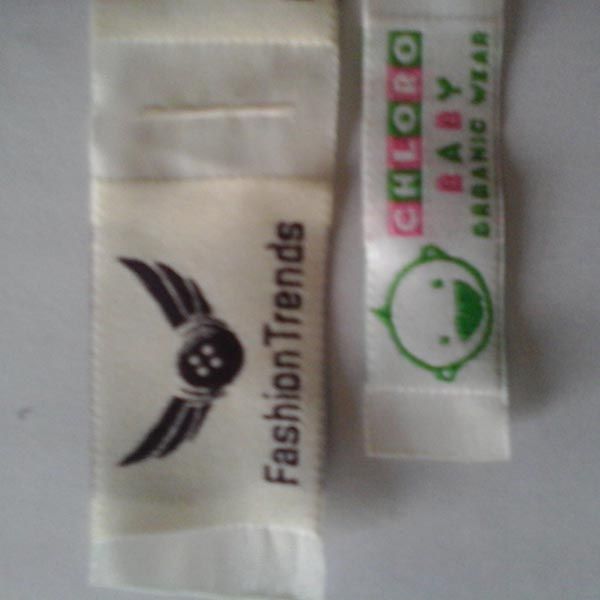 FashionTrends
CHLORO
BABY
ORGANIC WEAR